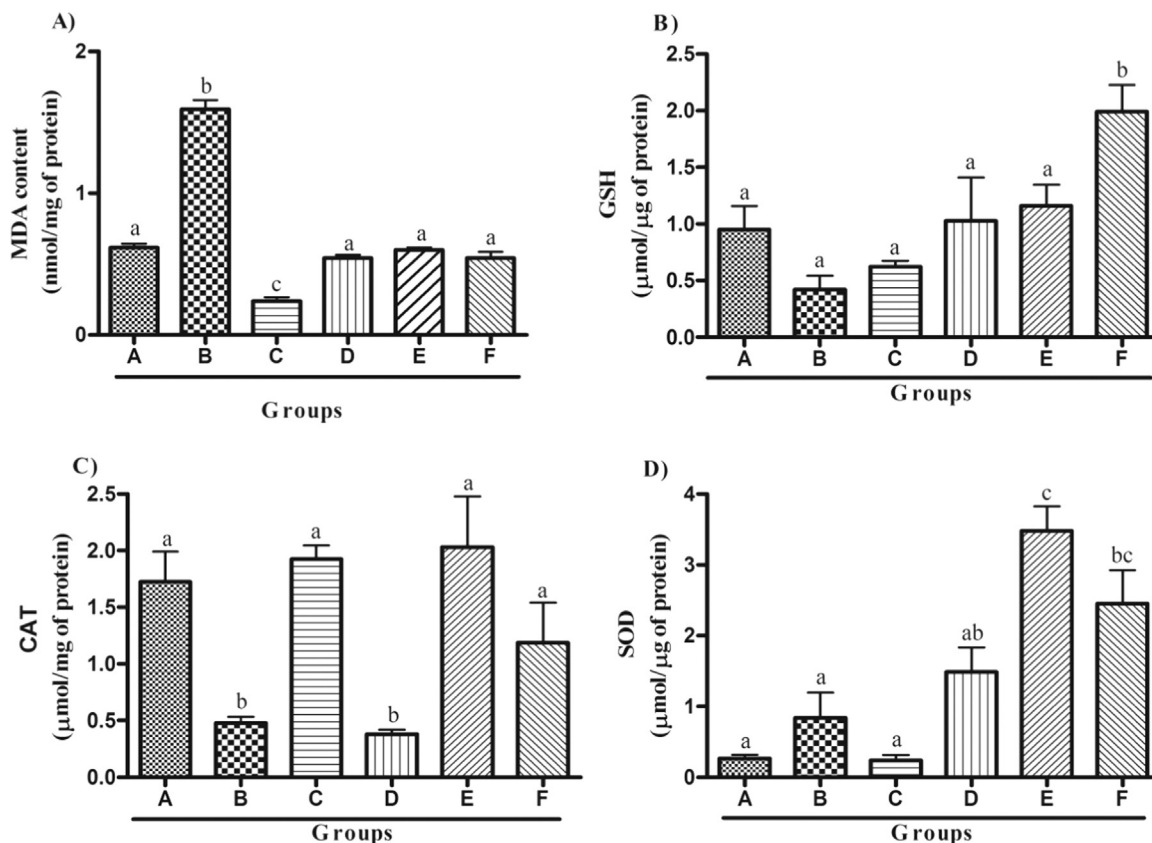 A)
2
1
0
MDA content
(nmol/mg of protein)
a
b
c
a
a
a
A B C D E F
Groups
B)
2.5
2.0
1.5
1.0
0.5
0.0
GSH
(μmol/μg of protein)
a
a
a
a
a
b
A B C D E F
Groups
C)
2.5
2.0
1.5
1.0
0.5
0.0
CAT
(μmol/mg of protein)
a
b
a
b
a
a
A B C D E F
Groups
D)
4
3
2
1
0
SOD
(μmol/μg of protein)
a
a
a
ab
c
bc
A B C D E F
Groups